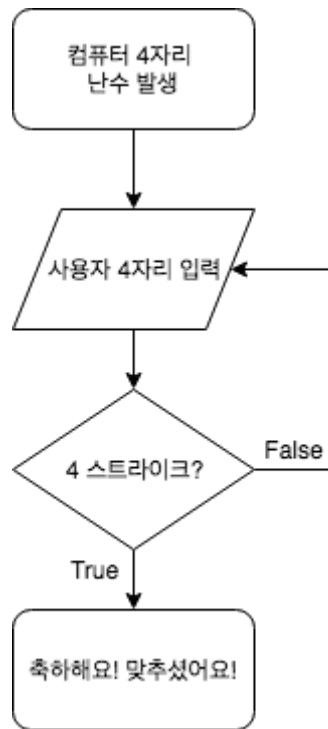 컴퓨터 4자리
난수 발생
사용자 4자리 입력
4 스트라이크?
False
True
축하해요! 맞추셨어요!